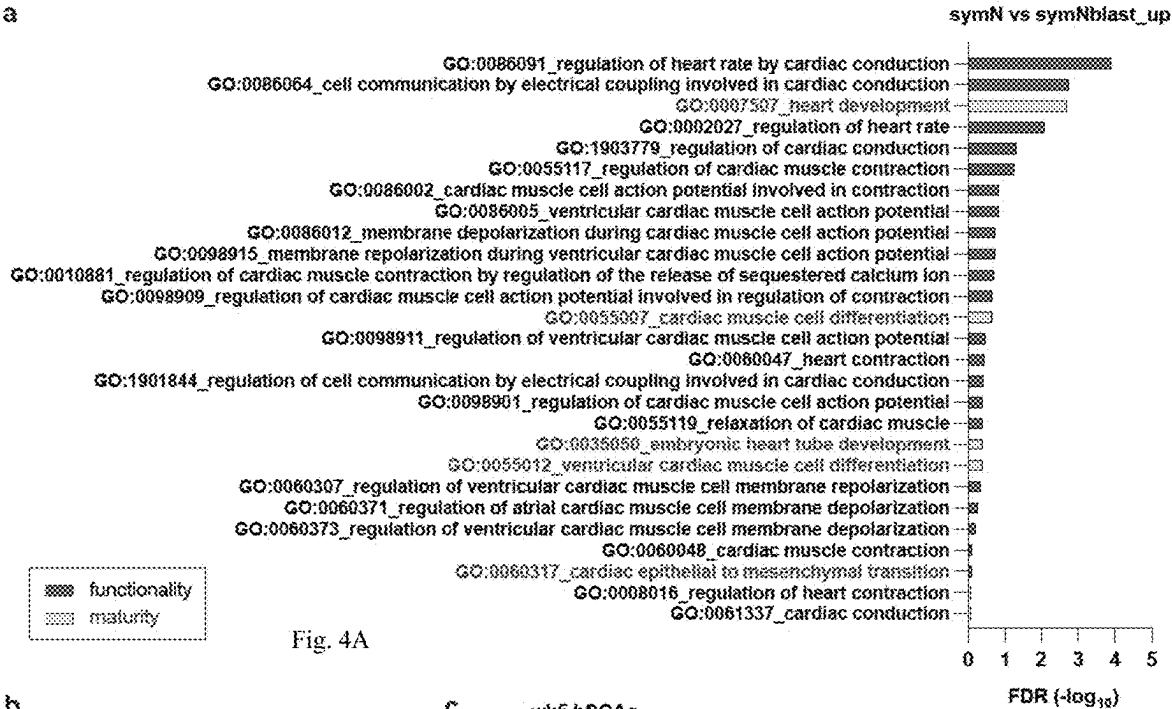 a
symN vs symNblast_up
GO:0086091_regulation of heart rate by cardiac conduction
GO:0086064_cell communication by electrical coupling involved in cardiac conduction
GO:0007507_heart development
GO:0002027_regulation of heart rate
GO:1903779_regulation of cardiac conduction
GO:0055117_regulation of cardiac muscle contraction
GO:0086002_cardiac muscle cell action potential involved in contraction
GO:0086005_ventricular cardiac muscle cell action potential
GO:0086012_membrane depolarization during cardiac muscle cell action potential
GO:0098915_membrane repolarization during ventricular cardiac muscle cell action potential
GO:0010881_regulation of cardiac muscle contraction by regulation of the release of sequestered calcium ion
GO:0098909_regulation of cardiac muscle cell action potential involved in regulation of contraction
GO:0055007_cardiac muscle cell differentiation
GO:0098911_regulation of ventricular cardiac muscle cell action potential
GO:0060047_heart contraction
GO:1901844_regulation of cell communication by electrical coupling involved in cardiac conduction
GO:0098901_regulation of cardiac muscle cell action potential
GO:0055119_relaxation of cardiac muscle
GO:0035050_embryonic heart tube development
GO:0055012_ventricular cardiac muscle cell differentiation
GO:0060307_regulation of ventricular cardiac muscle cell membrane repolarization
GO:0060371_regulation of atrial cardiac muscle cell membrane depolarization
GO:0060373_regulation of ventricular cardiac muscle cell membrane depolarization
GO:0060048_cardiac muscle contraction
GO:0060317_cardiac epithelial to mesenchymal transition
GO:0008016_regulation of heart contraction
GO:0061337_cardiac conduction
functionality
maturity
Fig. 4A
0 1 2 3 4 5
FDR (-log10)
b
c